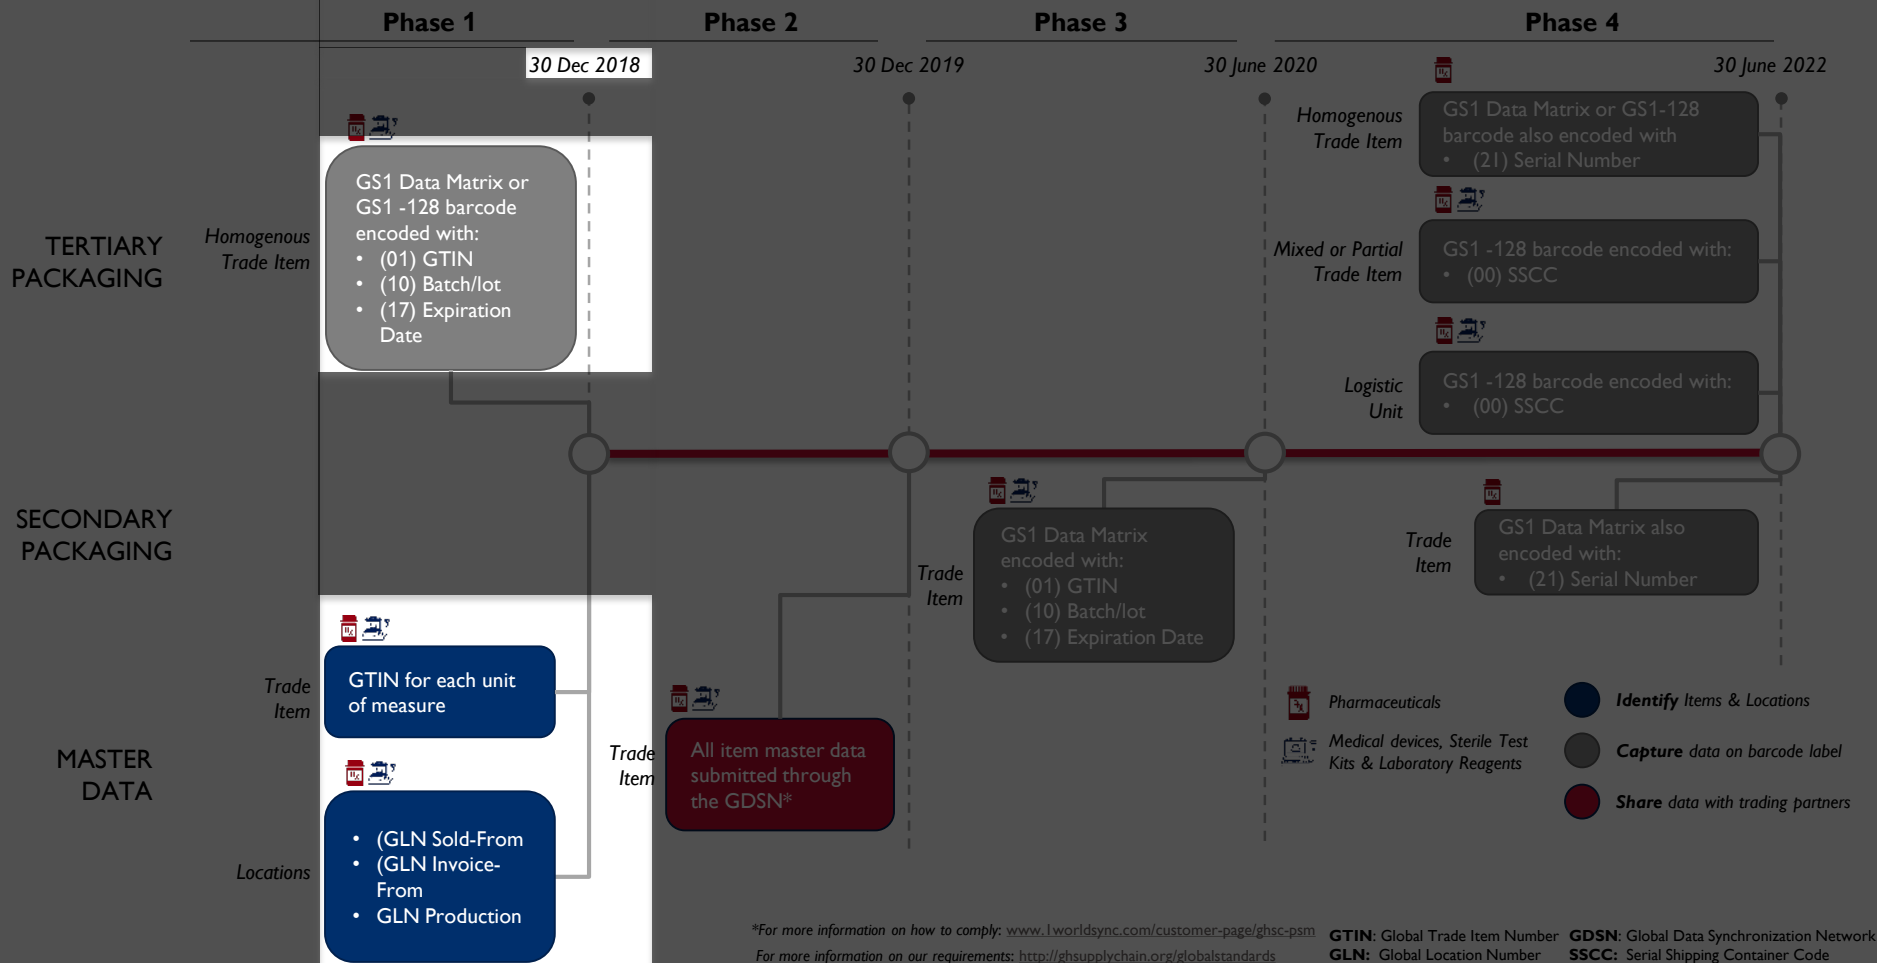 Phase 1
Phase 2
Phase 3
Phase 4
30 Dec 2018
30 Dec 2019
30 June 2020
30 June 2022
TERTIARY
PACKAGING
Homogenous
Trade Item
GS1 Data Matrix or
GS1 -128 barcode
encoded with:
• (01) GTIN
• (10) Batch/lot
• (17) Expiration
Date
Homogenous
Trade Item
GS1 Data Matrix or GS1-128
barcode also encoded with
• (21) Serial Number
Mixed or Partial
Trade Item
GS1 -128 barcode encoded with:
• (00) SSCC
Logistic
Unit
GS1 -128 barcode encoded with:
• (00) SSCC
SECONDARY
PACKAGING
Trade
Item
GS1 Data Matrix
encoded with:
• (01) GTIN
• (10) Batch/lot
• (17) Expiration Date
Trade
Item
GS1 Data Matrix also
encoded with:
• (21) Serial Number
MASTER
DATA
Trade
Item
GTIN for each unit
of measure
Locations
• (GLN Sold-From
• (GLN Invoice-
From
• GLN Production
Trade
Item
All item master data
submitted through
the GDSN*
Pharmaceuticals
Medical devices, Sterile Test
Kits & Laboratory Reagents
Identify Items & Locations
Capture data on barcode label
Share data with trading partners
*For more information on how to comply: www.1worldsync.com/customer-page/ghsc-psm
For more information on our requirements: http://ghsupplychain.org/globalstandards
GTIN: Global Trade Item Number GDSN: Global Data Synchronization Network
GLN: Global Location Number SSCC: Serial Shipping Container Code